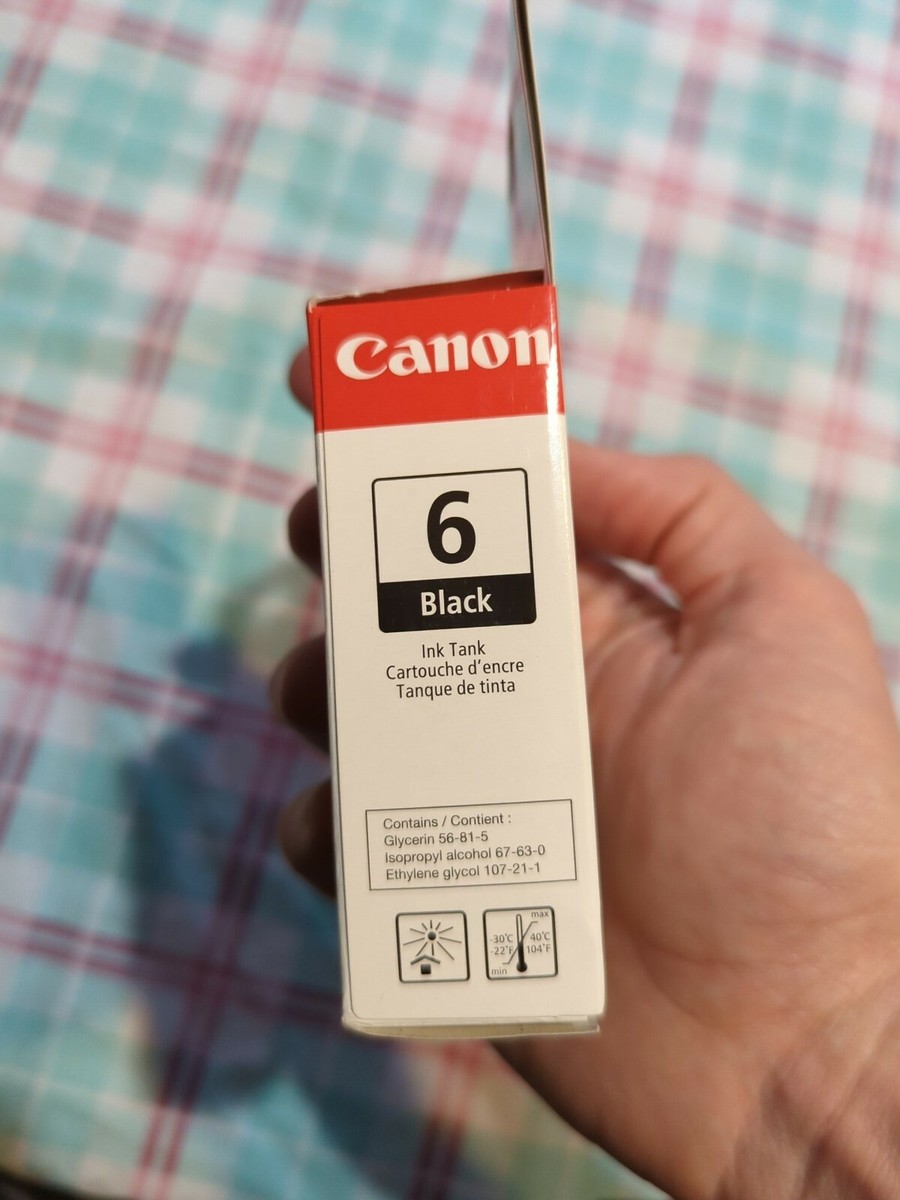 Canon
6
Black
Ink Tank
Cartouche d'encre
Tanque de tinta
Contains / Contient :
Glycerin 56-81-5
Isopropyl alcohol 67-63-0
Ethylene glycol 107-21-1
max
-30°C 40°C
-22°F 104°F
min